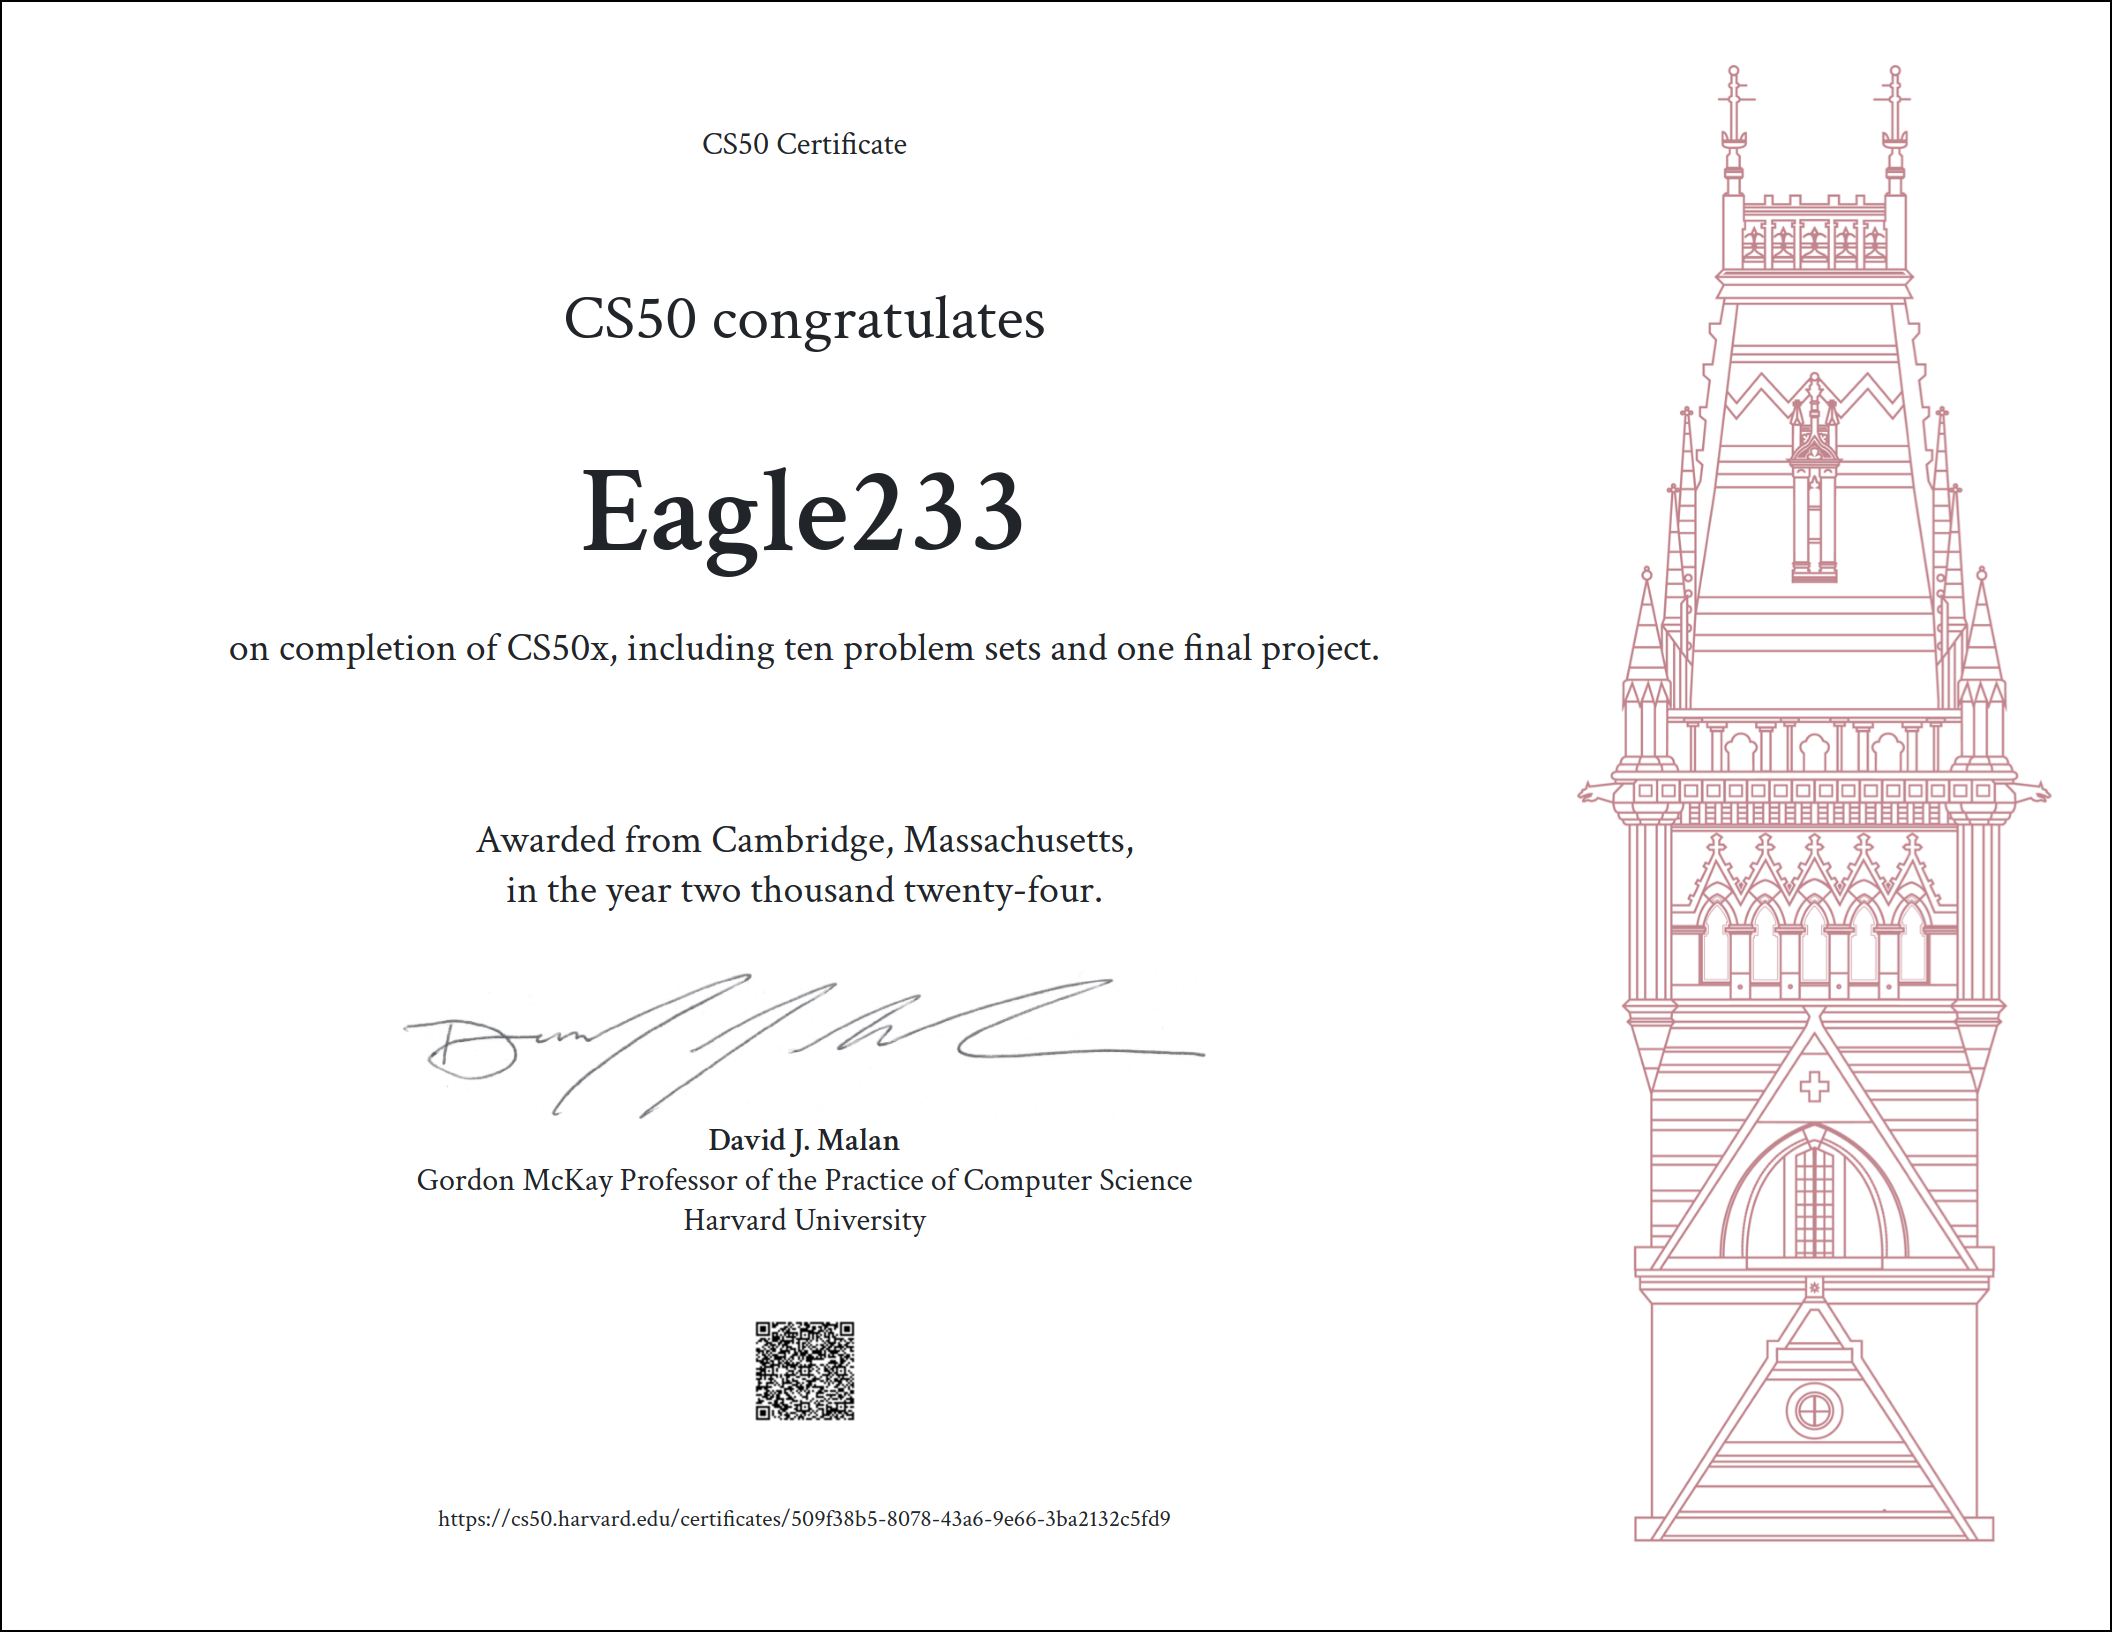 CS50 Certificate
CS50 congratulates
Eagle233
on completion of CS50x, including ten problem sets and one final project.
Awarded from Cambridge, Massachusetts,
in the year two thousand twenty-four.
David J. Malan
Gordon McKay Professor of the Practice of Computer Science
Harvard University
https://cs50.harvard.edu/certificates/509f38b5-8078-43a6-9e66-3ba2132c5fd9